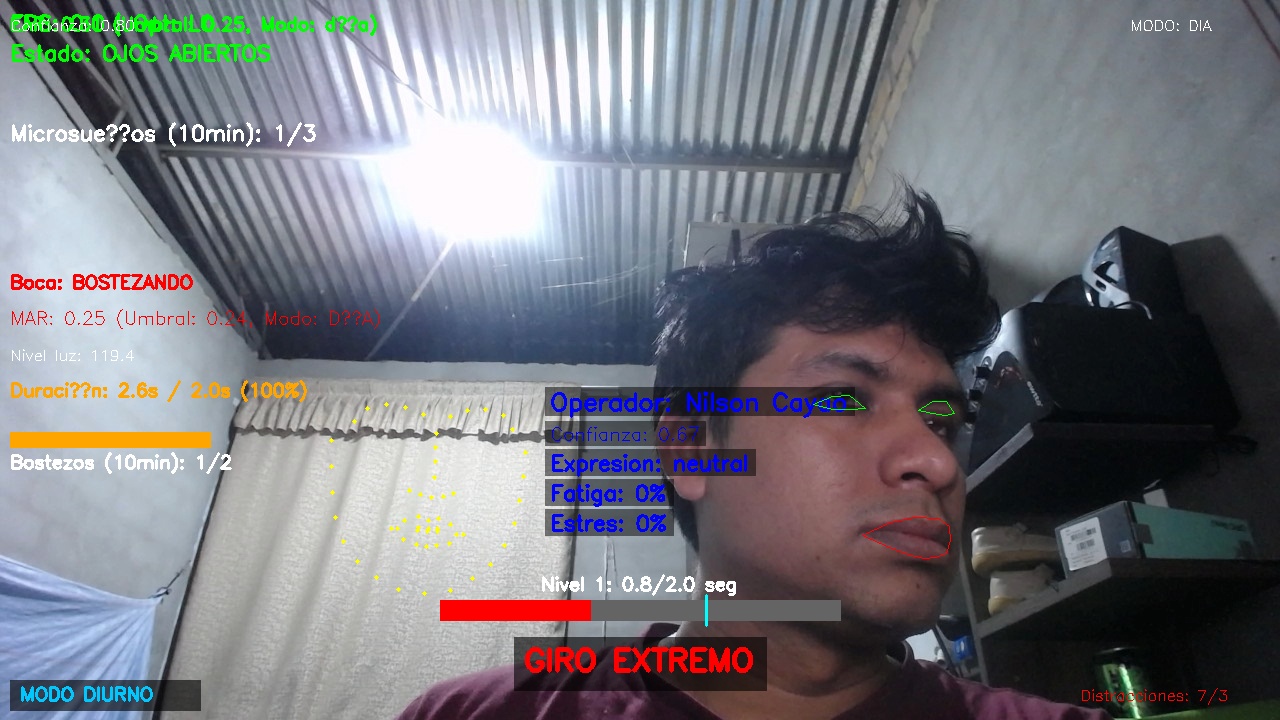 MODO: DIA
Estado: OJOS ABIERTOS
Microsue??os (10min): 1/3
Boca: BOSTEZANDO
MAR: 0.25 (Umbral: 0.24, Modo: D??A)
Nivel luz: 119.4
Duraci??n: 2.6s / 2.0s (100%)
Bostezos (10min): 1/2
Operador: Nilson Cayao
Confianza: 0.67
Expresion: neutral
Fatiga: 0%
Estres: 0%
Nivel 1: 0.8/2.0 seg
GIRO EXTREMO
MODO DIURNO
Distracciones: 7/3